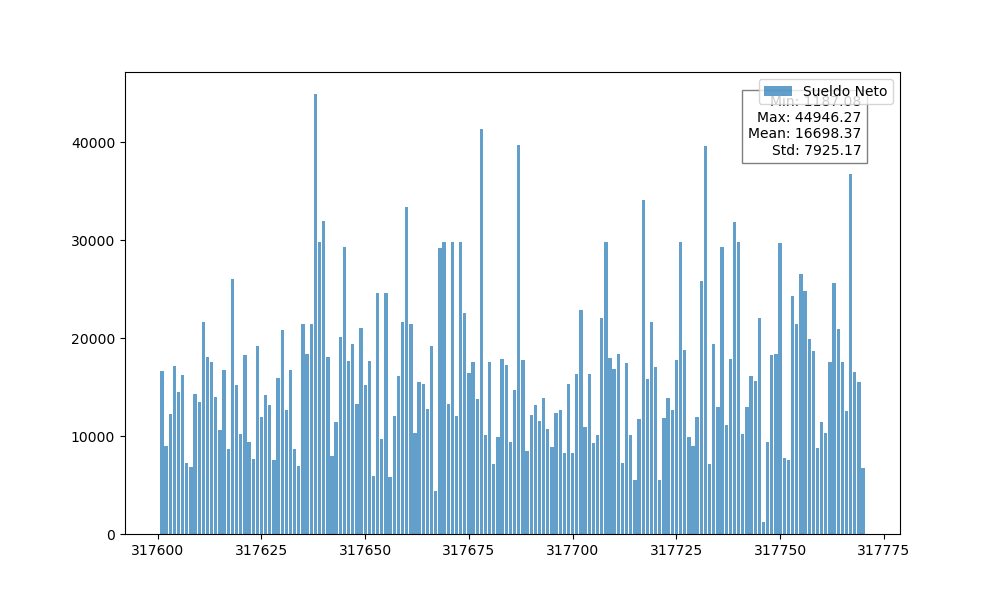 Sueldo Neto
Min: 1187.08
Max: 44946.27
Mean: 16698.37
Std: 7925.17
40000
30000
20000
10000
0
317600 317625 317650 317675 317700 317725 317750 317775